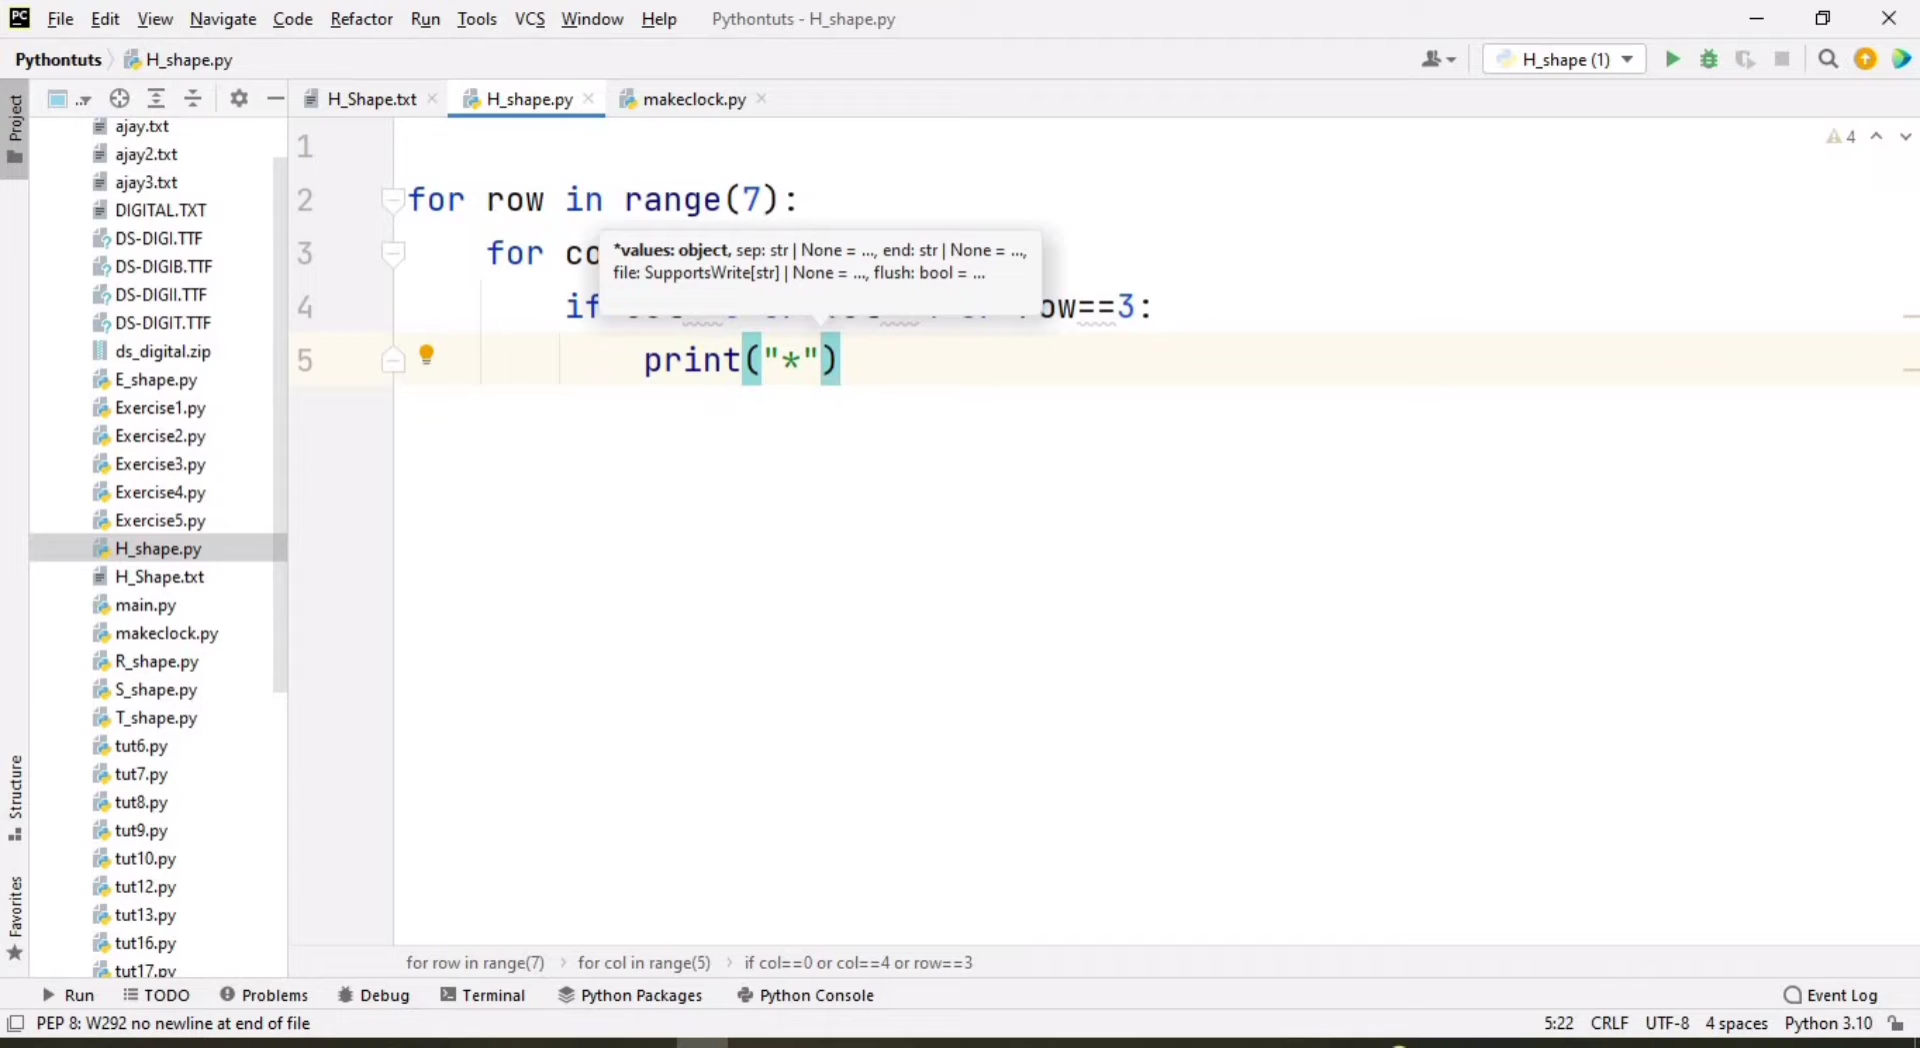 PC File Edit View Navigate Code Refactor Run Tools VCS Window Help Pythontuts - H_shape.py
Pythontuts H_shape.py H_shape (1)
Project
H_Shape.txt H_shape.py makeclock.py
ajay.txt
ajay2.txt
ajay3.txt
DIGITAL.TXT
DS-DIGI.TTF
DS-DIGIB.TTF
DS-DIGII.TTF
DS-DIGIT.TTF
ds_digital.zip
E_shape.py
Exercise1.py
Exercise2.py
Exercise3.py
Exercise4.py
Exercise5.py
H_shape.py
H_Shape.txt
main.py
makeclock.py
R_shape.py
S_shape.py
T_shape.py
tut6.py
tut7.py
tut8.py
tut9.py
tut10.py
tut12.py
tut13.py
tut16.py
tut17.py
Structure
Favorites
4
1
2 for row in range(7):
3 for co
*values: object, sep: str | None = ..., end: str | None = ...,
file: SupportsWrite[str] | None = ..., flush: bool = ...
4 if ow==3:
5 print("*")
for row in range(7) › for col in range(5) › if col==0 or col==4 or row==3
Run TODO Problems Debug Terminal Python Packages Python Console Event Log
PEP 8: W292 no newline at end of file 5:22 CRLF UTF-8 4 spaces Python 3.10